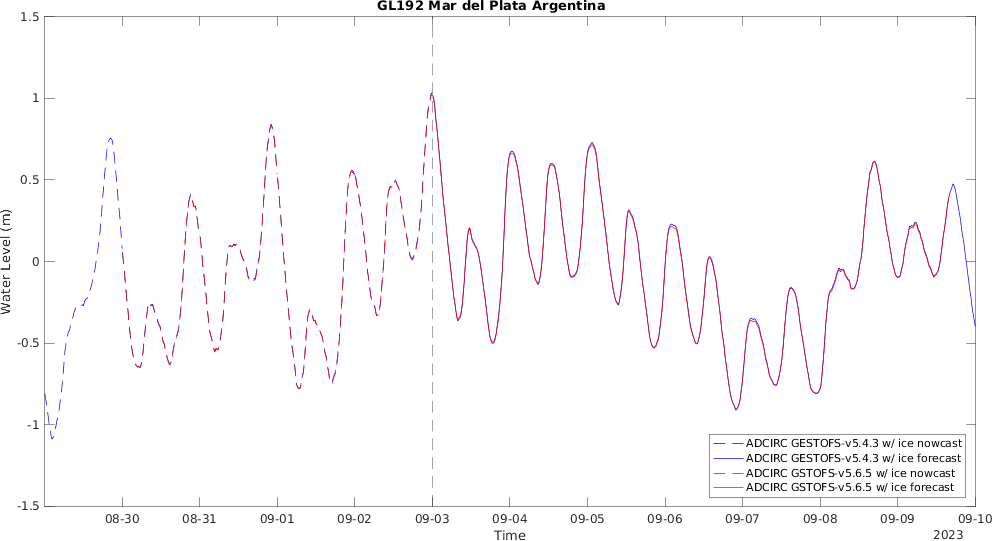 GL192 Mar del Plata Argentina
1.5
1
0.5
0
-0.5
-1
-1.5
Water Level (m)
08-30 08-31 09-01 09-02 09-03 09-04 09-05 09-06 09-07 09-08 09-09 09-10
Time
2023
ADCIRC GESTOFS-v5.4.3 w/ ice nowcast
ADCIRC GESTOFS-v5.4.3 w/ ice forecast
ADCIRC GSTOFS-v5.6.5 w/ ice nowcast
ADCIRC GSTOFS-v5.6.5 w/ ice forecast